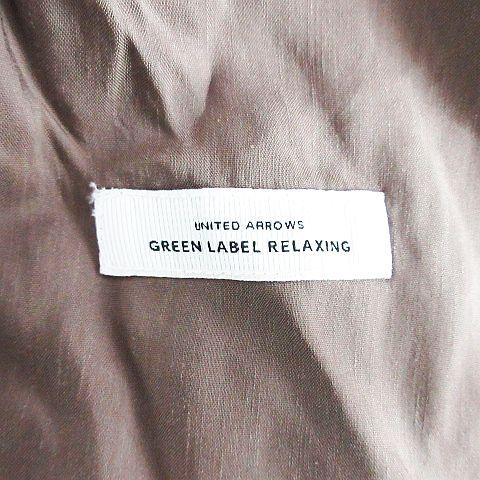 UNITED ARROWS
GREEN LABEL RELAXING